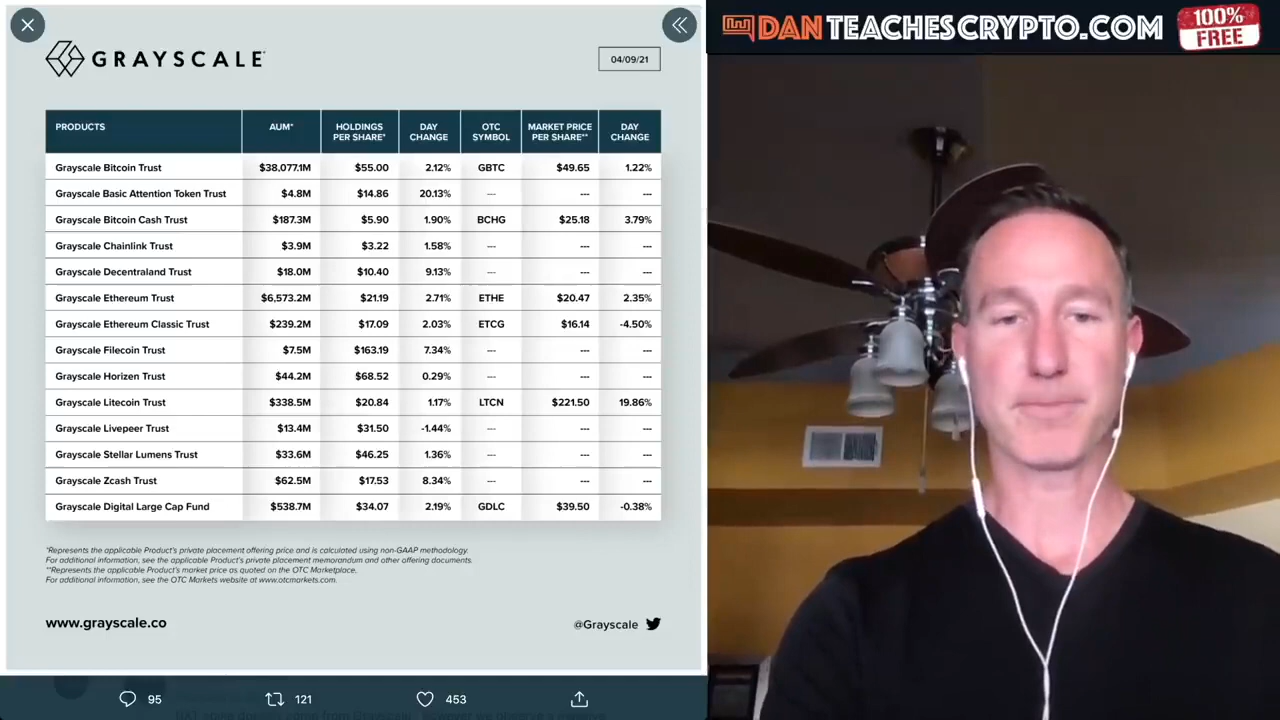 GRAYSCALE
04/09/21
PRODUCTS AUM* HOLDINGS PER SHARE* DAY CHANGE OTC SYMBOL MARKET PRICE PER SHARE** DAY CHANGE
Grayscale Bitcoin Trust $38,077.1M $55.00 2.12% GBTC $49.65 1.22%
Grayscale Basic Attention Token Trust $4.8M $14.86 20.13% --- --- ---
Grayscale Bitcoin Cash Trust $187.3M $5.90 1.90% BCHG $25.18 3.79%
Grayscale Chainlink Trust $3.9M $3.22 1.58% --- --- ---
Grayscale Decentraland Trust $18.0M $10.40 9.13% --- --- ---
Grayscale Ethereum Trust $6,573.2M $21.19 2.71% ETHE $20.47 2.35%
Grayscale Ethereum Classic Trust $239.2M $17.09 2.03% ETCG $16.14 -4.50%
Grayscale Filecoin Trust $7.5M $163.19 7.34% --- --- ---
Grayscale Horizen Trust $44.2M $68.52 0.29% --- --- ---
Grayscale Litecoin Trust $338.5M $20.84 1.17% LTCN $221.50 19.86%
Grayscale Livepeer Trust $13.4M $31.50 -1.44% --- --- ---
Grayscale Stellar Lumens Trust $33.6M $46.25 1.36% --- --- ---
Grayscale Zcash Trust $62.5M $17.53 8.34% --- --- ---
Grayscale Digital Large Cap Fund $538.7M $34.07 2.19% GDLC $39.50 -0.38%
*Represents the applicable Product's private placement offering price and is calculated using non-GAAP methodology.
For additional information, see the applicable Product's private placement memorandum and other offering documents.
**Represents the applicable Product's market price as quoted on the OTC Marketplace.
For additional information, see the OTC Markets website at www.otcmarkets.com.
www.grayscale.co
@Grayscale
95 121 453
DANTEACHESCRYPTO.COM
100%
FREE